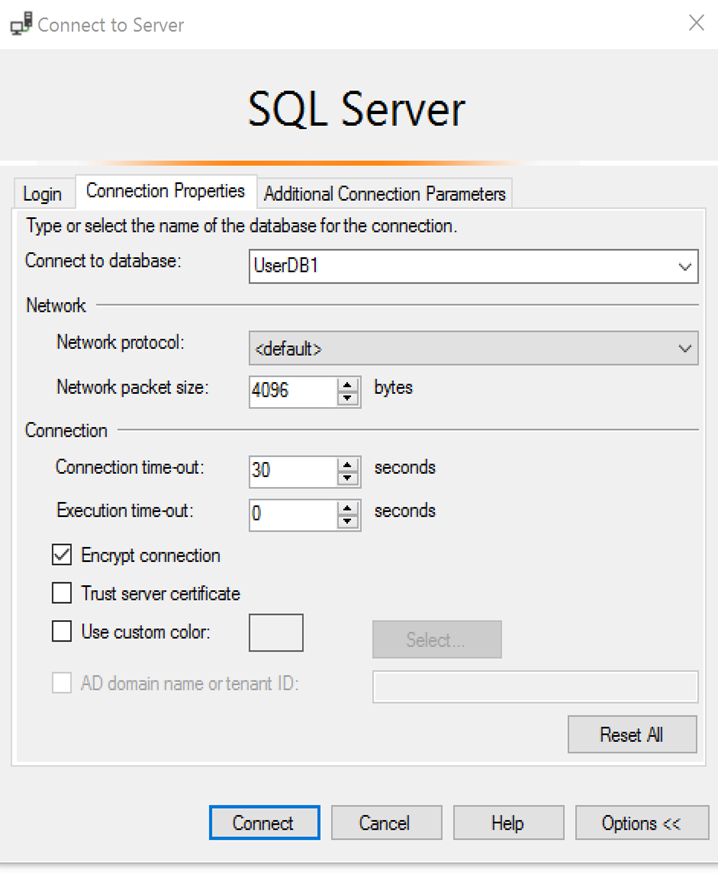 Connect to Server
SQL Server
Login Connection Properties Additional Connection Parameters
Type or select the name of the database for the connection.
Connect to database: UserDB1
Network
Network protocol: <default>
Network packet size: 4096 bytes
Connection
Connection time-out: 30 seconds
Execution time-out: 0 seconds
Encrypt connection
Trust server certificate
Use custom color: Select...
AD domain name or tenant ID:
Reset All
Connect Cancel Help Options <<